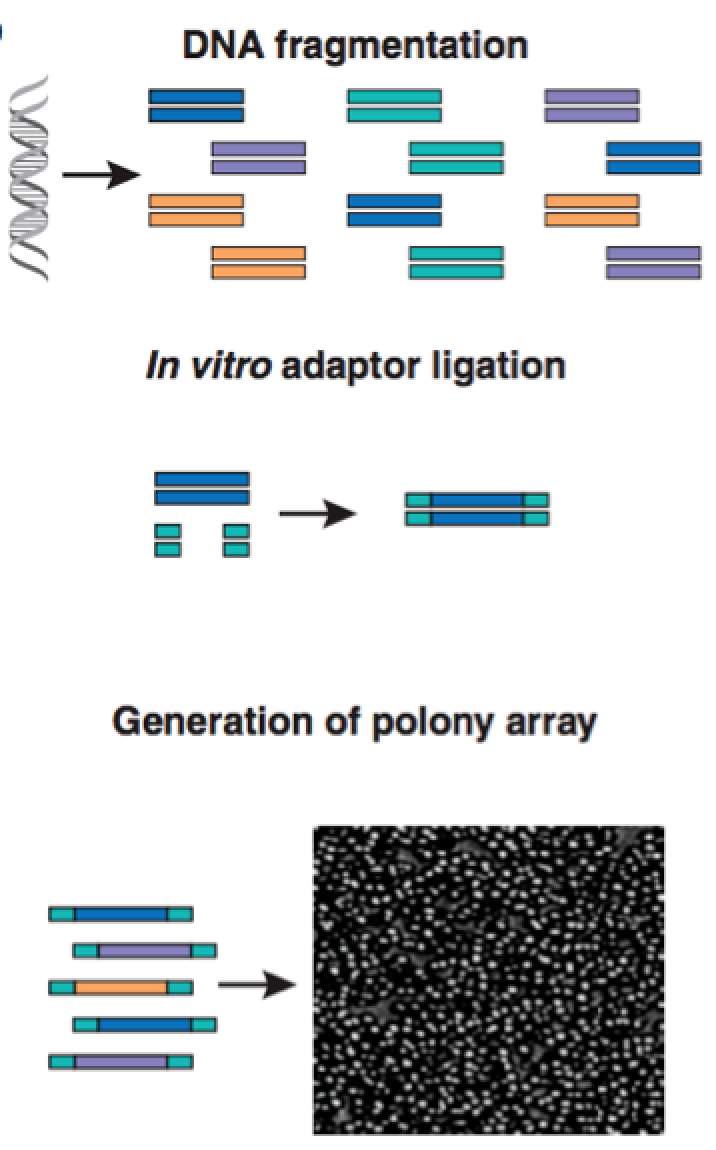 DNA fragmentation
In vitro adaptor ligation
Generation of polony array